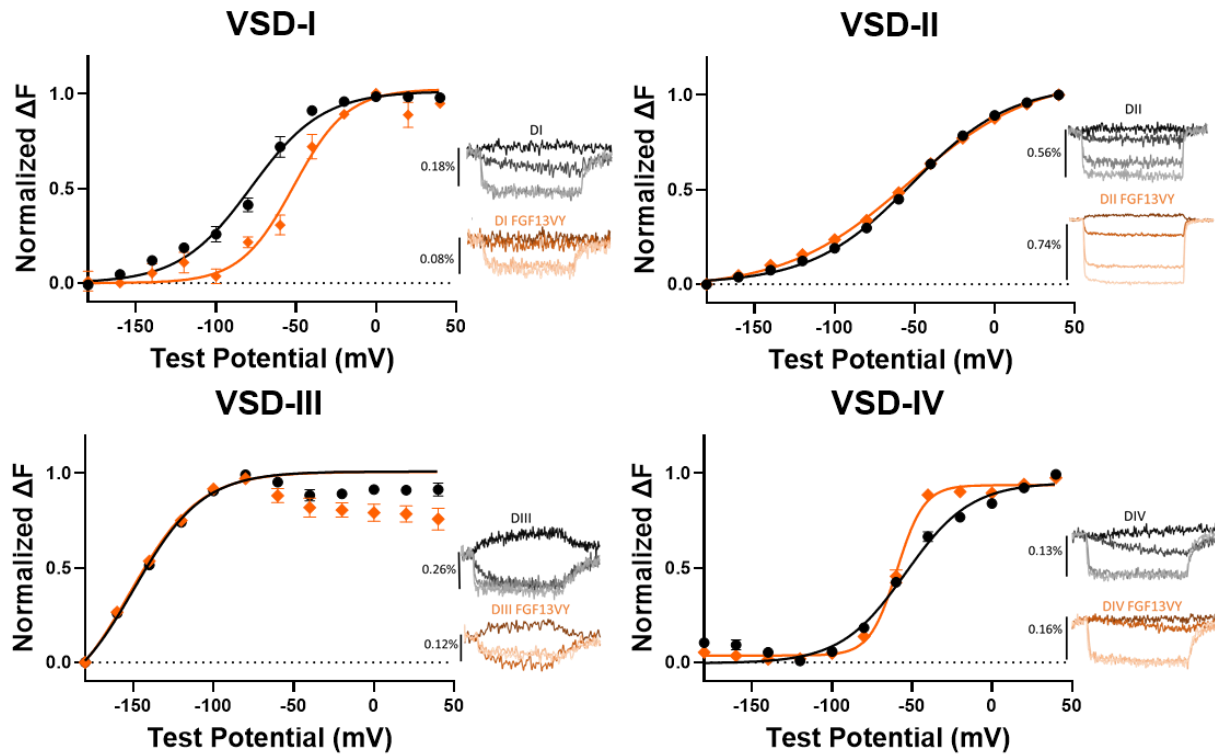 VSD-I
Normalized ΔF
1.0
0.5
0.0
-150 -100 -50 0 50
Test Potential (mV)
DI
0.18%
DI FGF13VY
0.08%
VSD-II
Normalized ΔF
1.0
0.5
0.0
-150 -100 -50 0 50
Test Potential (mV)
DII
0.56%
DII FGF13VY
0.74%
VSD-III
Normalized ΔF
1.0
0.5
0.0
-150 -100 -50 0 50
Test Potential (mV)
DIII
0.26%
DIII FGF13VY
0.12%
VSD-IV
Normalized ΔF
1.0
0.5
0.0
-150 -100 -50 0 50
Test Potential (mV)
DIV
0.13%
DIV FGF13VY
0.16%